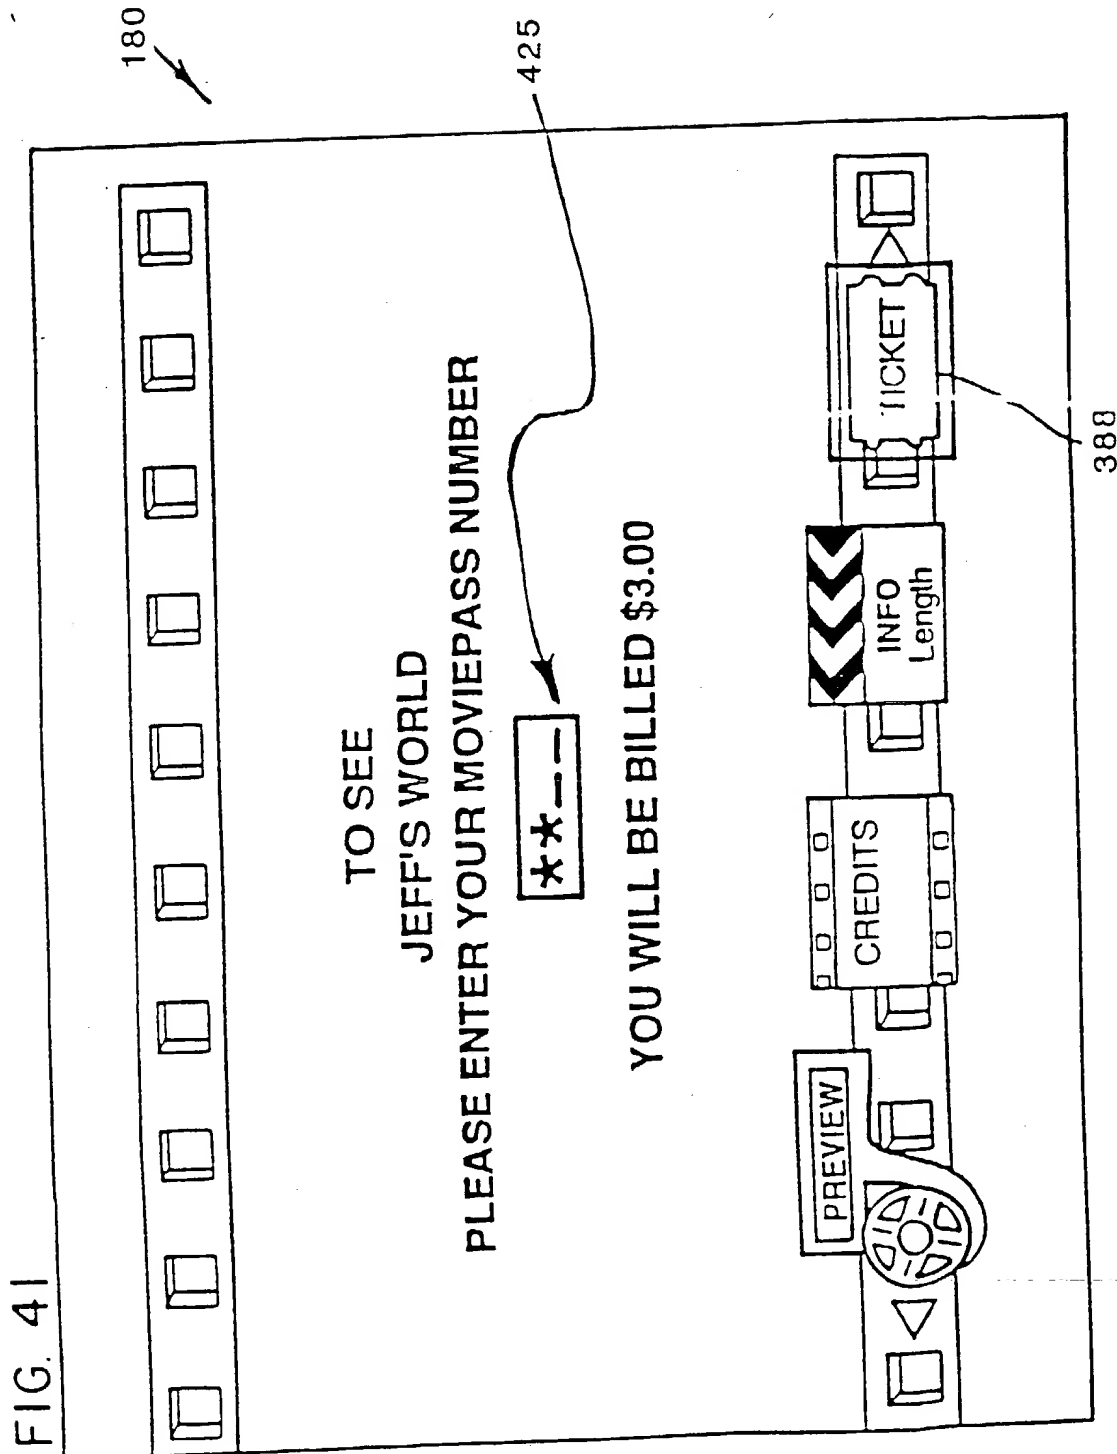 FIG. 41
180
TO SEE
JEFF'S WORLD
PLEASE ENTER YOUR MOVIEPASS NUMBER
**__
425
YOU WILL BE BILLED $3.00
PREVIEW
CREDITS
INFO
Length
TICKET
388